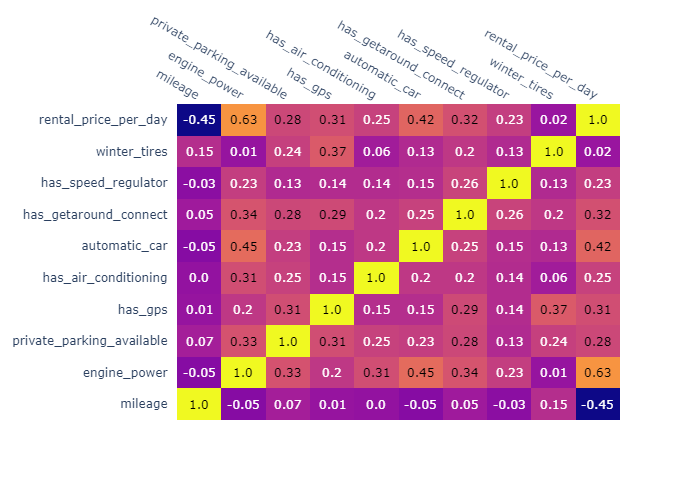 mileage
engine_power
private_parking_available
has_gps
has_air_conditioning
automatic_car
has_getaround_connect
has_speed_regulator
winter_tires
rental_price_per_day
rental_price_per_day -0.45 0.63 0.28 0.31 0.25 0.42 0.32 0.23 0.02 1.0
winter_tires 0.15 0.01 0.24 0.37 0.06 0.13 0.2 0.13 1.0 0.02
has_speed_regulator -0.03 0.23 0.13 0.14 0.14 0.15 0.26 1.0 0.13 0.23
has_getaround_connect 0.05 0.34 0.28 0.29 0.2 0.25 1.0 0.26 0.2 0.32
automatic_car -0.05 0.45 0.23 0.15 0.2 1.0 0.25 0.15 0.13 0.42
has_air_conditioning 0.0 0.31 0.25 0.15 1.0 0.2 0.2 0.14 0.06 0.25
has_gps 0.01 0.2 0.31 1.0 0.15 0.15 0.29 0.14 0.37 0.31
private_parking_available 0.07 0.33 1.0 0.31 0.25 0.23 0.28 0.13 0.24 0.28
engine_power -0.05 1.0 0.33 0.2 0.31 0.45 0.34 0.23 0.01 0.63
mileage 1.0 -0.05 0.07 0.01 0.0 -0.05 0.05 -0.03 0.15 -0.45